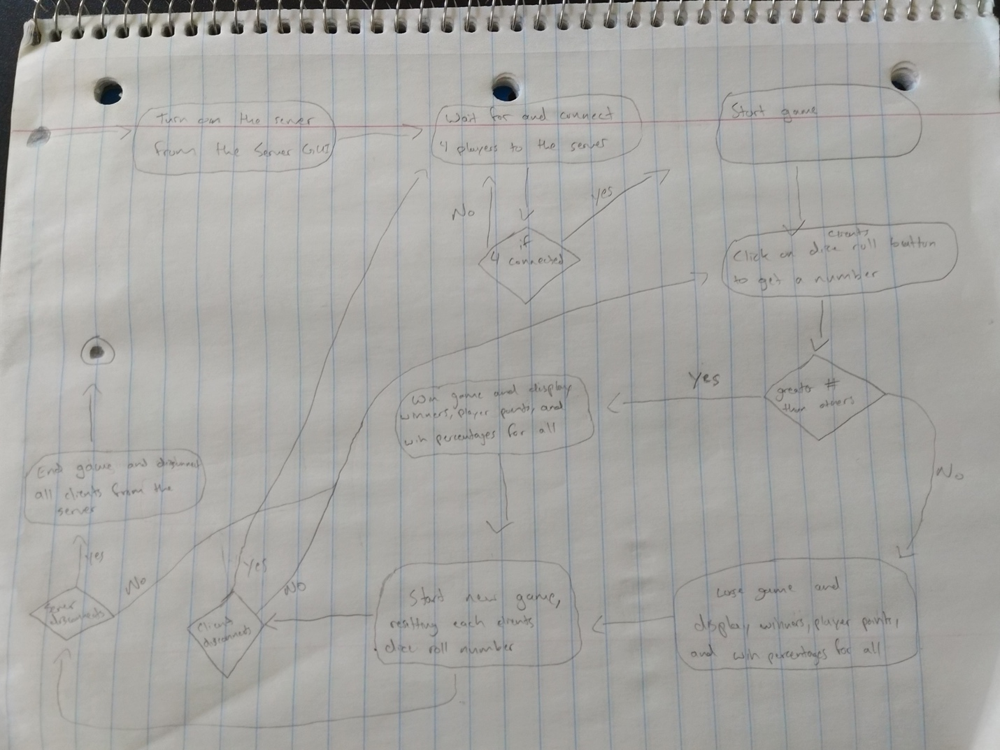 Turn on the server
from the Server GUI
Wait for and connect
4 players to the server
Start game
No
yes
if
4 connected
clients
Click on dice roll button
to get a number
greater #
than others
Yes
No
Win game and display
winners, player points, and
win percentages for all
End game and disconnect
all clients from the
server
Yes
No
Server
disconnects
Yes
NO
Client
disconnects
Start new game,
resetting each clients
dice roll number
Lose game and
display, winners, player points,
and win percentages for all